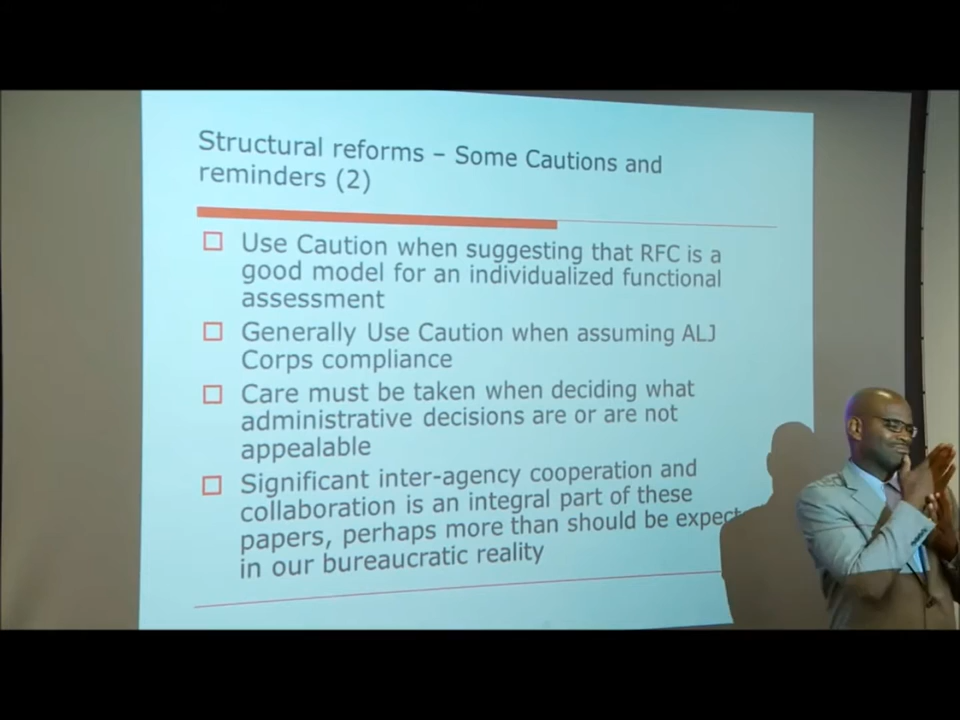 Structural reforms – Some Cautions and
reminders (2)
Use Caution when suggesting that RFC is a
good model for an individualized functional
assessment
Generally Use Caution when assuming ALJ
Corps compliance
Care must be taken when deciding what
administrative decisions are or are not
appealable
Significant inter-agency cooperation and
collaboration is an integral part of these
papers, perhaps more than should be expect
in our bureaucratic reality